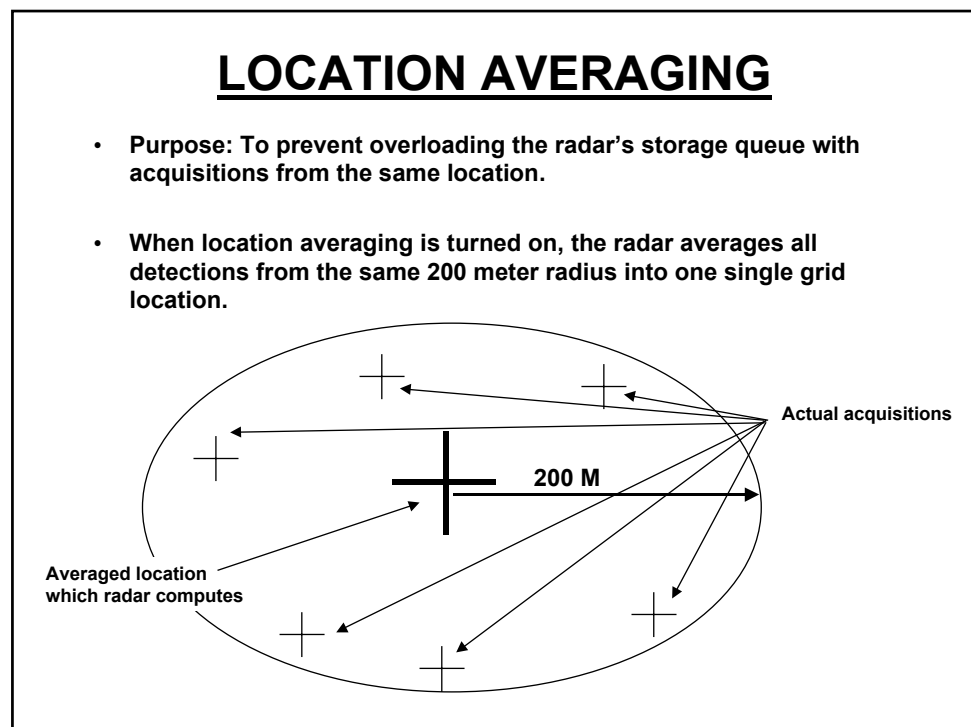 LOCATION AVERAGING
• Purpose: To prevent overloading the radar's storage queue with
acquisitions from the same location.
• When location averaging is turned on, the radar averages all
detections from the same 200 meter radius into one single grid
location.
Actual acquisitions
200 M
Averaged location
which radar computes